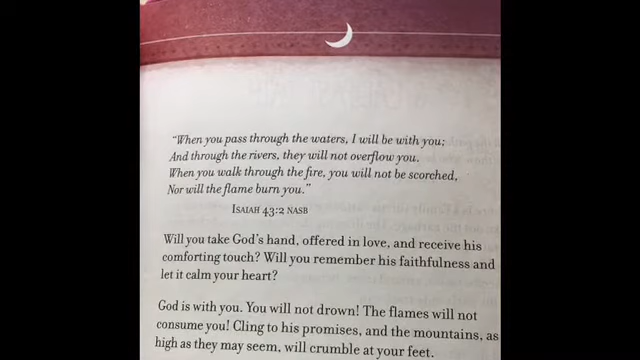 “When you pass through the waters, I will be with you;
And through the rivers, they will not overflow you.
When you walk through the fire, you will not be scorched,
Nor will the flame burn you.”
Isaiah 43:2 NASB
Will you take God’s hand, offered in love, and receive his
comforting touch? Will you remember his faithfulness and
let it calm your heart?
God is with you. You will not drown! The flames will not
consume you! Cling to his promises, and the mountains, as
high as they may seem, will crumble at your feet.